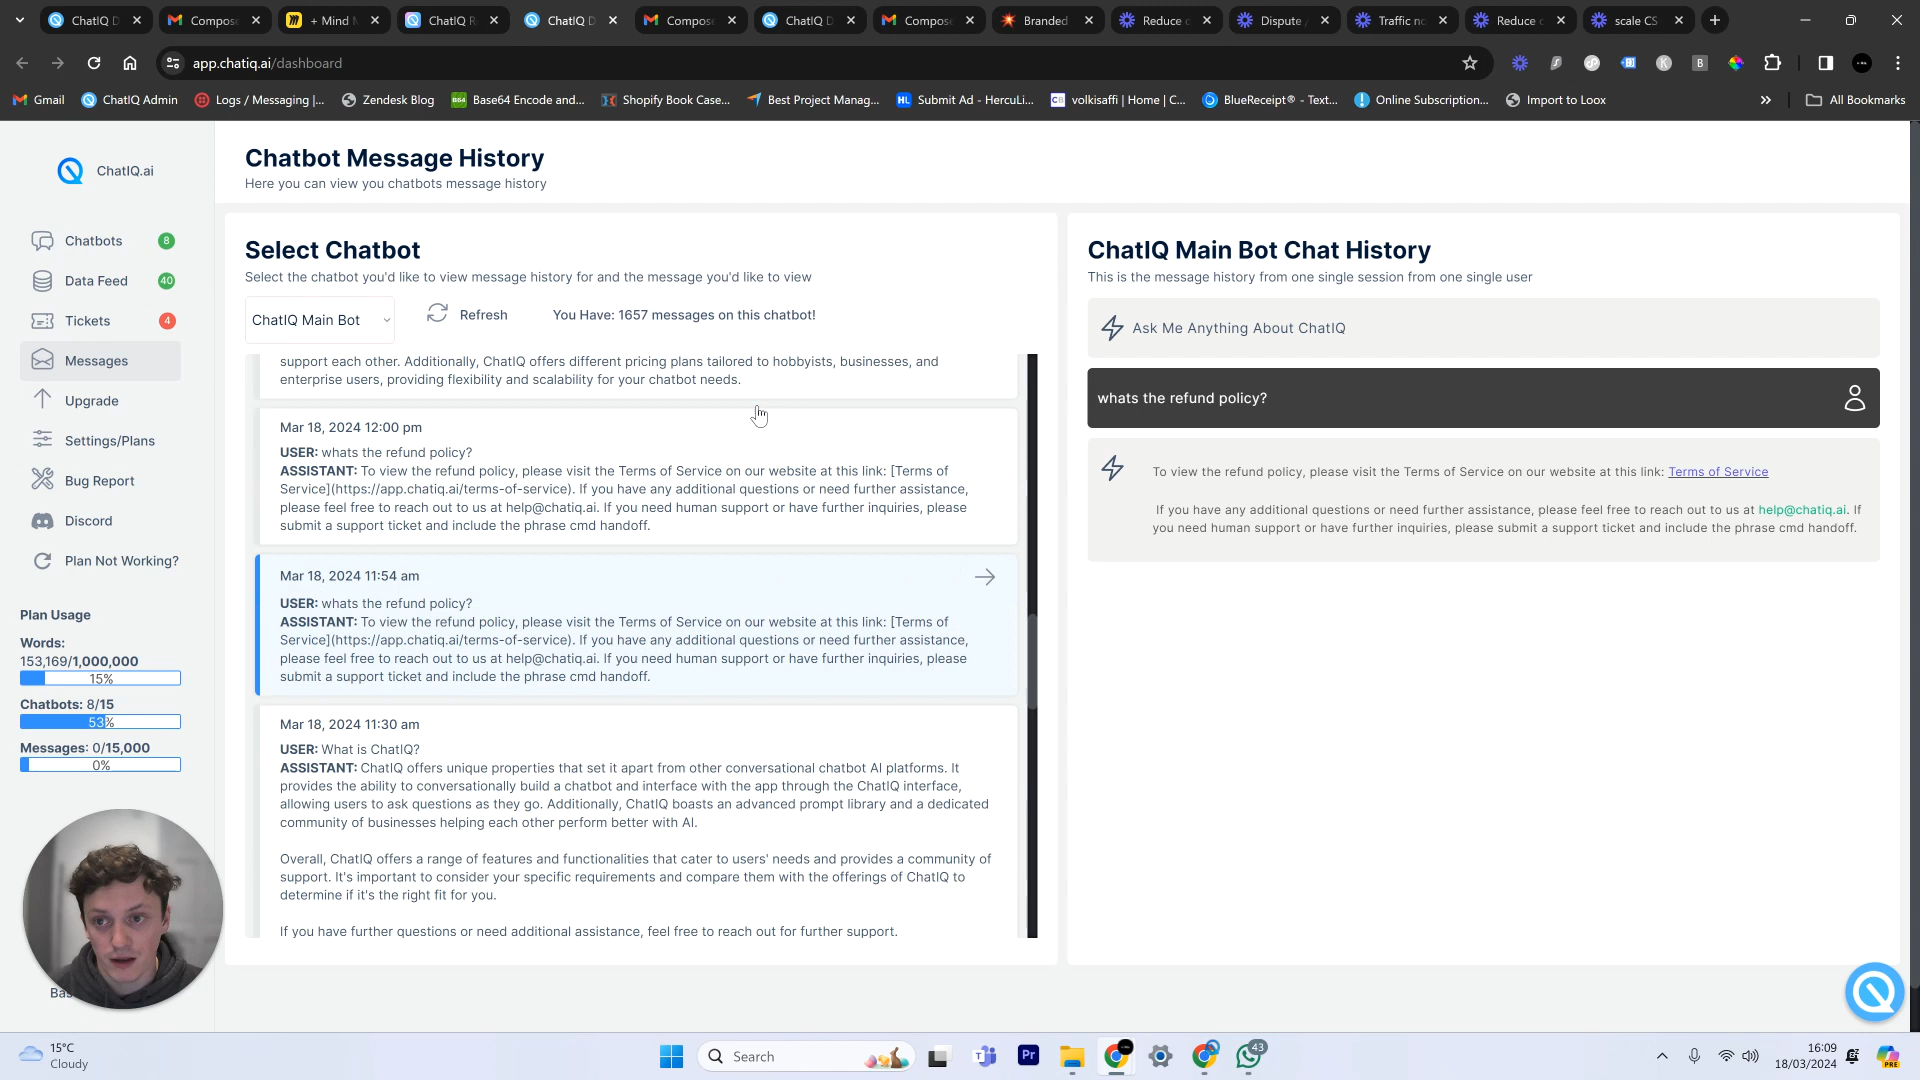 ChatIQ D
Compose
+ Mind M
ChatIQ R
ChatIQ D
Compose
ChatIQ D
Compose
Branded
Reduce c
Dispute /
Traffic no
Reduce c
scale CS
app.chatiq.ai/dashboard
Gmail
ChatIQ Admin
Logs / Messaging |...
Zendesk Blog
Base64 Encode and...
Shopify Book Case...
Best Project Manag...
Submit Ad - HercuLi...
volkisaffi | Home | C...
BlueReceipt® - Text...
Online Subscription...
Import to Loox
All Bookmarks
ChatIQ.ai
Chatbots 8
Data Feed 40
Tickets 4
Messages
Upgrade
Settings/Plans
Bug Report
Discord
Plan Not Working?
Plan Usage
Words:
153,169/1,000,000
15%
Chatbots: 8/15
53%
Messages: 0/15,000
0%
Bas
Chatbot Message History
Here you can view you chatbots message history
Select Chatbot
Select the chatbot you'd like to view message history for and the message you'd like to view
ChatIQ Main Bot
Refresh
You Have: 1657 messages on this chatbot!
support each other. Additionally, ChatIQ offers different pricing plans tailored to hobbyists, businesses, and
enterprise users, providing flexibility and scalability for your chatbot needs.
Mar 18, 2024 12:00 pm
USER: whats the refund policy?
ASSISTANT: To view the refund policy, please visit the Terms of Service on our website at this link: [Terms of
Service](https://app.chatiq.ai/terms-of-service). If you have any additional questions or need further assistance,
please feel free to reach out to us at help@chatiq.ai. If you need human support or have further inquiries, please
submit a support ticket and include the phrase cmd handoff.
Mar 18, 2024 11:54 am
USER: whats the refund policy?
ASSISTANT: To view the refund policy, please visit the Terms of Service on our website at this link: [Terms of
Service](https://app.chatiq.ai/terms-of-service). If you have any additional questions or need further assistance,
please feel free to reach out to us at help@chatiq.ai. If you need human support or have further inquiries, please
submit a support ticket and include the phrase cmd handoff.
Mar 18, 2024 11:30 am
USER: What is ChatIQ?
ASSISTANT: ChatIQ offers unique properties that set it apart from other conversational chatbot AI platforms. It
provides the ability to conversationally build a chatbot and interface with the app through the ChatIQ interface,
allowing users to ask questions as they go. Additionally, ChatIQ boasts an advanced prompt library and a dedicated
community of businesses helping each other perform better with AI.
Overall, ChatIQ offers a range of features and functionalities that cater to users' needs and provides a community of
support. It's important to consider your specific requirements and compare them with the offerings of ChatIQ to
determine if it's the right fit for you.
If you have further questions or need additional assistance, feel free to reach out for further support.
ChatIQ Main Bot Chat History
This is the message history from one single session from one single user
Ask Me Anything About ChatIQ
whats the refund policy?
To view the refund policy, please visit the Terms of Service on our website at this link: Terms of Service
If you have any additional questions or need further assistance, please feel free to reach out to us at help@chatiq.ai. If
you need human support or have further inquiries, please submit a support ticket and include the phrase cmd handoff.
15°C
Cloudy
Search
Pr
43
16:09
18/03/2024
PRE